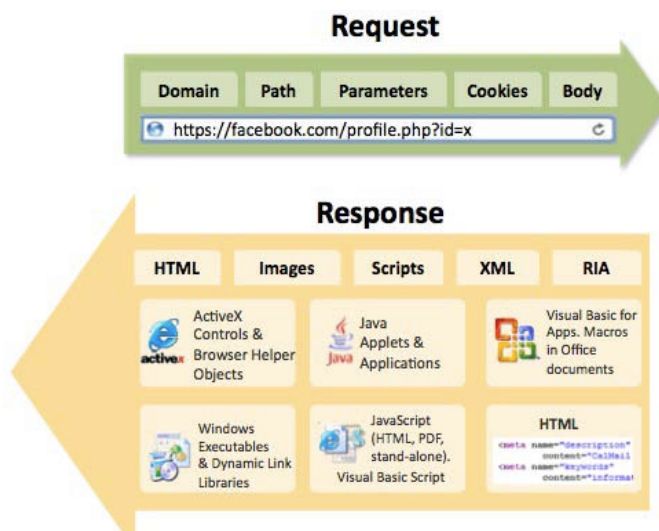 Request
Domain Path Parameters Cookies Body
https://facebook.com/profile.php?id=x
Response
HTML Images Scripts XML RIA
ActiveX
Controls &
Browser Helper
Objects
activex
Java
Applets &
Applications
Java
Visual Basic for
Apps. Macros
in Office
documents
Windows
Executables
& Dynamic Link
Libraries
JavaScript
(HTML, PDF,
stand-alone).
Visual Basic Script
HTML
<meta name="description"
content="CalMail
<meta name="keywords"
content="informat